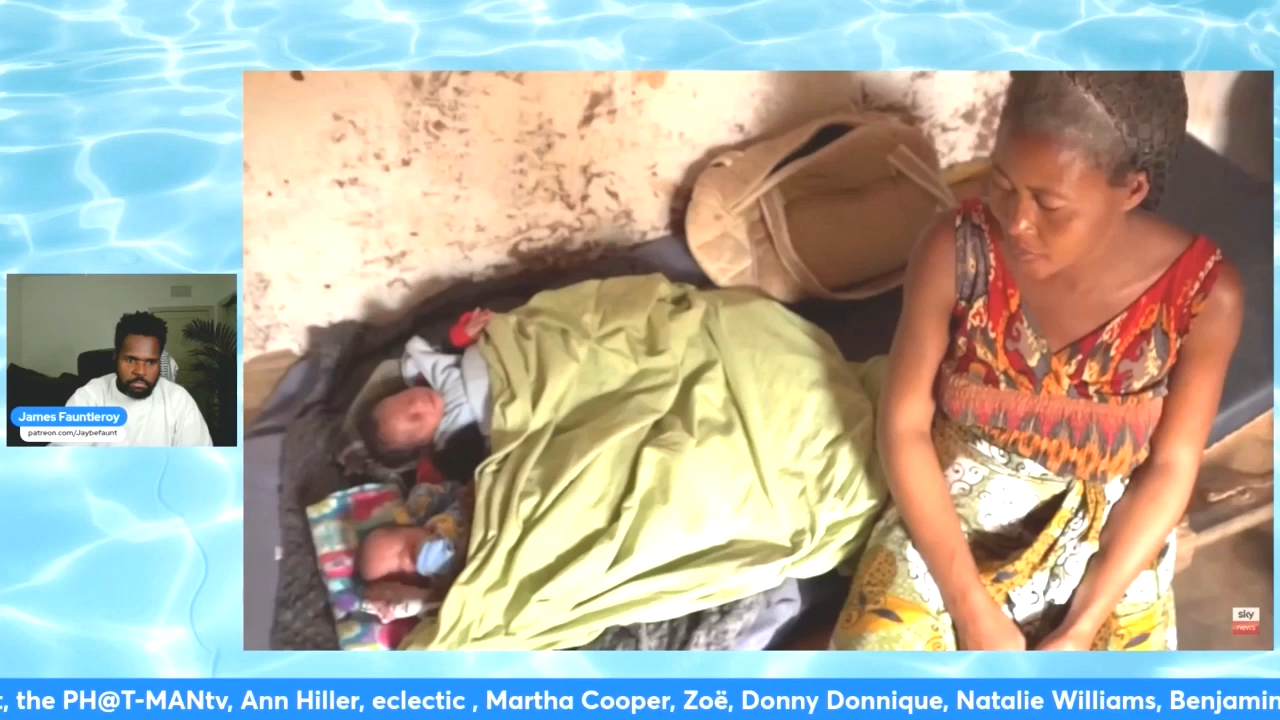 James Fauntleroy
patreon.com/Jaybefaunt
sky
news
, the PH@T-MANtv, Ann Hiller, eclectic , Martha Cooper, Zoë, Donny Donnique, Natalie Williams, Benjamin